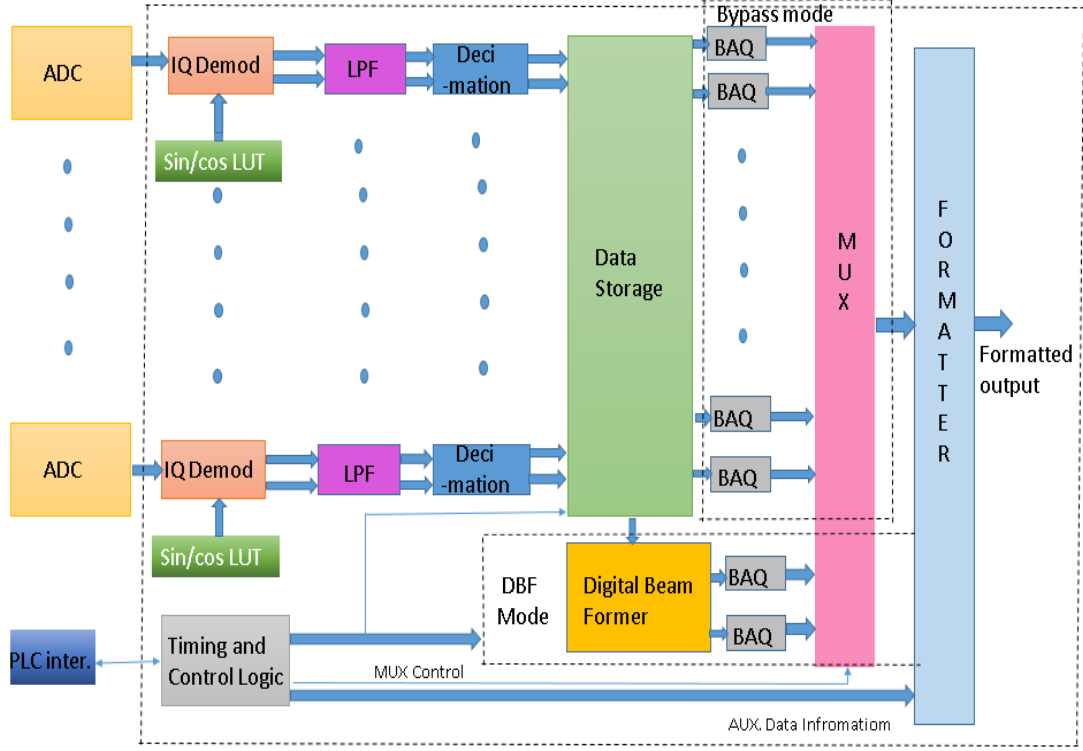 Bypass mode
ADC
IQ Demod
LPF
Deci
-mation
BAQ
BAQ
Sin/cos LUT
Data
Storage
M
U
X
F
O
R
M
A
T
T
E
R
Formatted
output
ADC
IQ Demod
LPF
Deci
-mation
BAQ
BAQ
Sin/cos LUT
DBF
Mode
Digital Beam
Former
BAQ
BAQ
PLC inter.
Timing and
Control Logic
MUX Control
AUX. Data Infromatiom